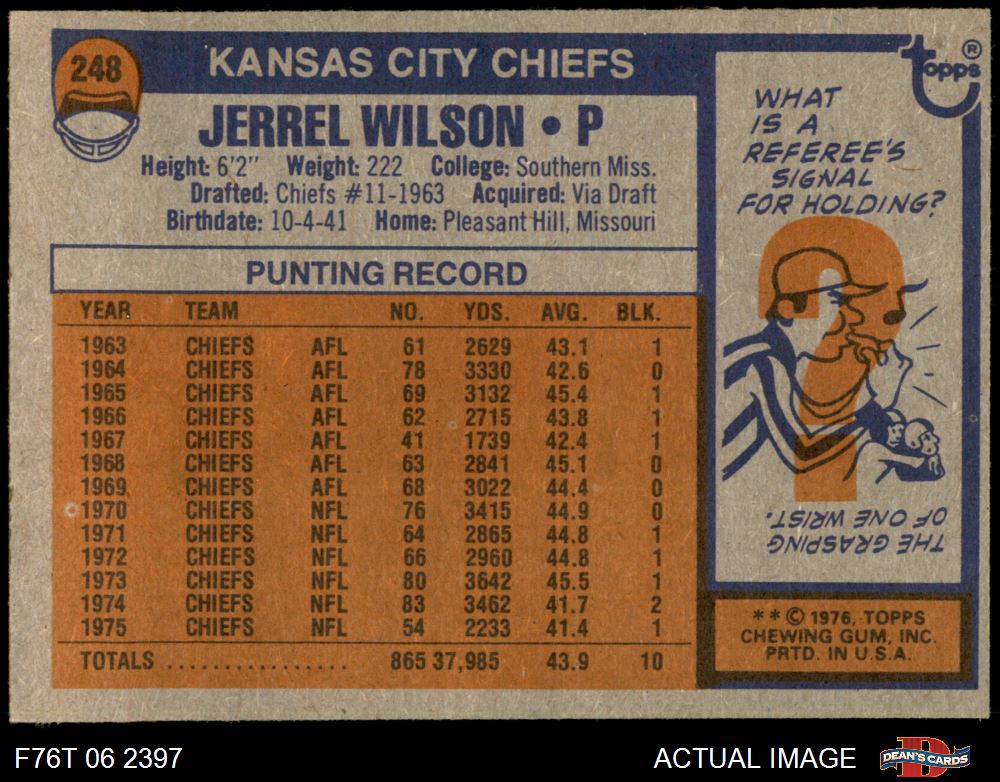 248
KANSAS CITY CHIEFS
topps ®
JERREL WILSON • P
Height: 6'2" Weight: 222 College: Southern Miss.
Drafted: Chiefs #11-1963 Acquired: Via Draft
Birthdate: 10-4-41 Home: Pleasant Hill, Missouri
PUNTING RECORD
YEAR TEAM NO. YDS. AVG. BLK.
1963 CHIEFS AFL 61 2629 43.1 1
1964 CHIEFS AFL 78 3330 42.6 0
1965 CHIEFS AFL 69 3132 45.4 1
1966 CHIEFS AFL 62 2715 43.8 1
1967 CHIEFS AFL 41 1739 42.4 1
1968 CHIEFS AFL 63 2841 45.1 0
1969 CHIEFS AFL 68 3022 44.4 0
1970 CHIEFS NFL 76 3415 44.9 0
1971 CHIEFS NFL 64 2865 44.8 1
1972 CHIEFS NFL 66 2960 44.8 1
1973 CHIEFS NFL 80 3642 45.5 1
1974 CHIEFS NFL 83 3462 41.7 2
1975 CHIEFS NFL 54 2233 41.4 1
TOTALS ................ 865 37,985 43.9 10
WHAT
IS A
REFEREE'S
SIGNAL
FOR HOLDING?
THE GRASPING
OF ONE WRIST.
**© 1976, TOPPS
CHEWING GUM, INC.
PRTD. IN U.S.A.
F76T 06 2397
ACTUAL IMAGE
D
DEAN'S CARDS